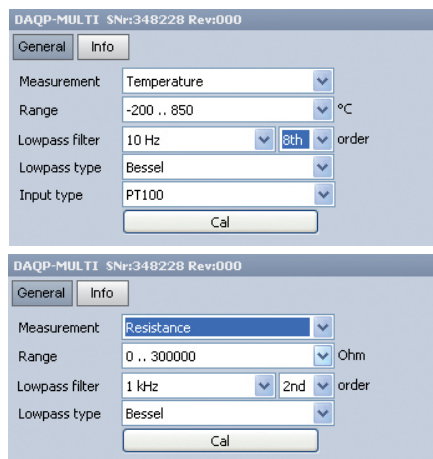 DAQP-MULTI SNr:348228 Rev:000
General Info
Measurement Temperature
Range -200 .. 850 °C
Lowpass filter 10 Hz 8th order
Lowpass type Bessel
Input type PT100
Cal
DAQP-MULTI SNr:348228 Rev:000
General Info
Measurement Resistance
Range 0 .. 300000 Ohm
Lowpass filter 1 kHz 2nd order
Lowpass type Bessel
Cal